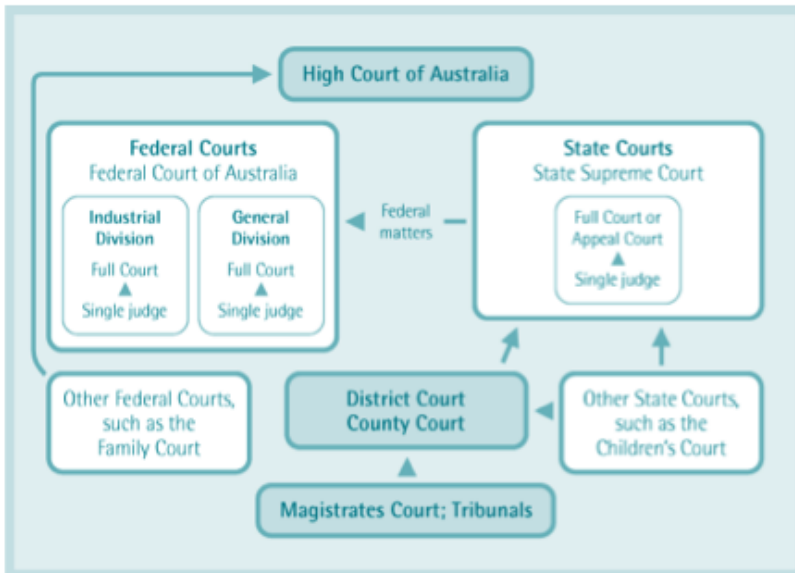 High Court of Australia
Federal Courts
Federal Court of Australia
Industrial
Division
Full Court
Single judge
General
Division
Full Court
Single judge
Federal
matters
State Courts
State Supreme Court
Full Court or
Appeal Court
Single judge
Other Federal Courts,
such as the
Family Court
District Court
County Court
Other State Courts,
such as the
Children's Court
Magistrates Court; Tribunals